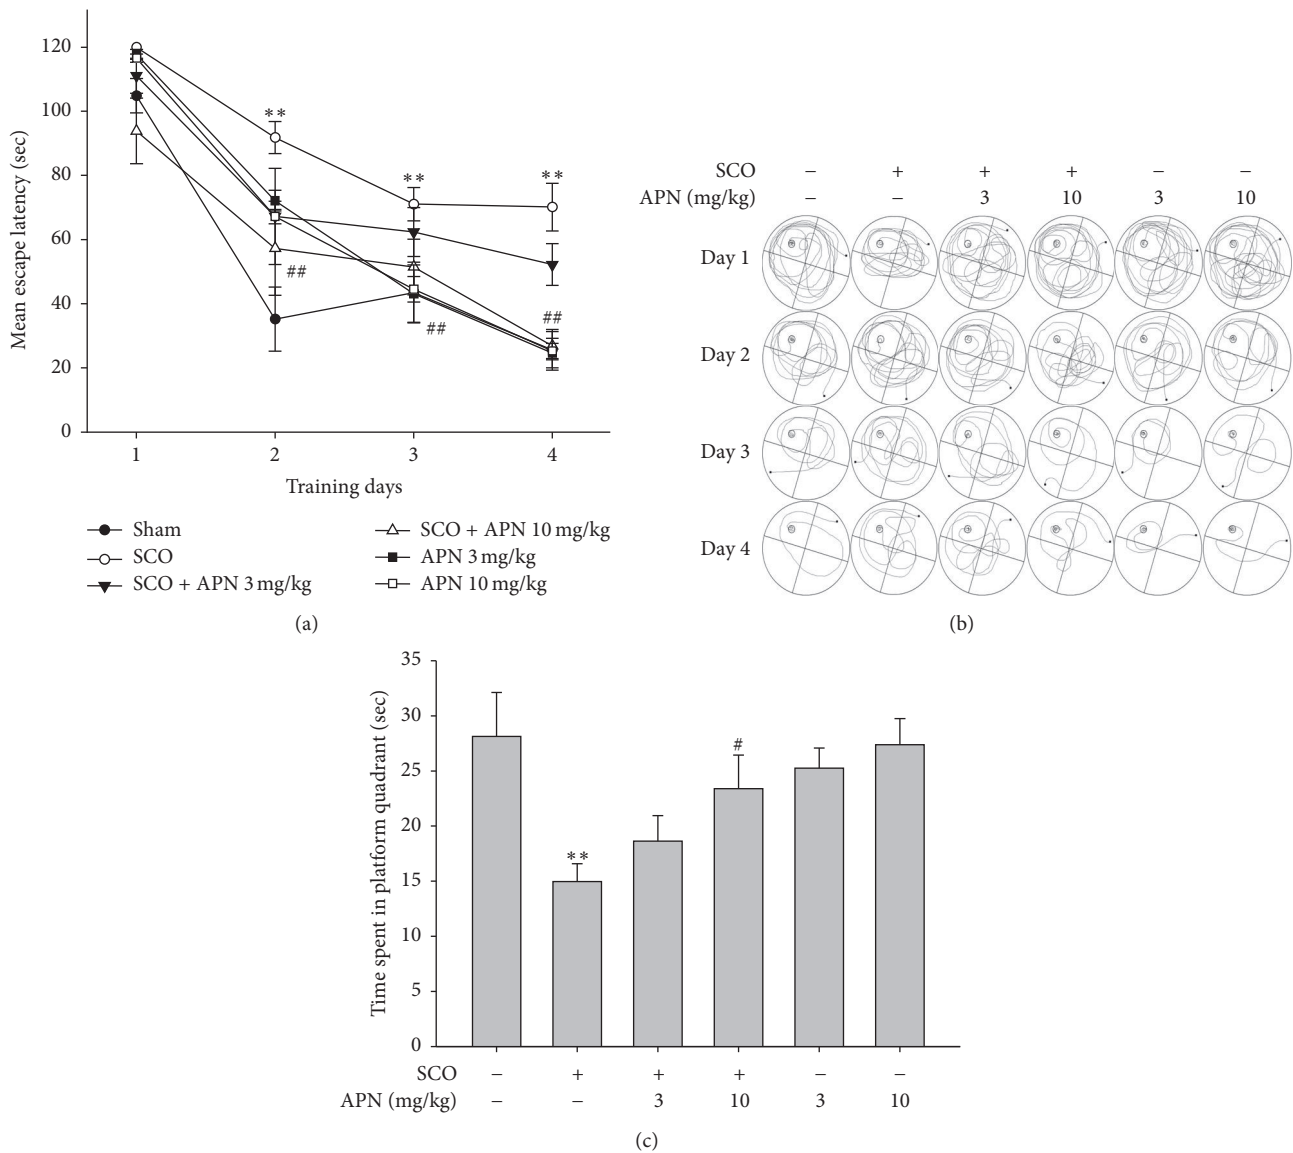 120
100
80
60
40
20
0
Mean escape latency (sec)
**
**
**
##
##
##
1 2 3 4
Training days
Sham
SCO
SCO + APN 3 mg/kg
SCO + APN 10 mg/kg
APN 3 mg/kg
APN 10 mg/kg
(a)
SCO − + + + − −
APN (mg/kg) − − 3 10 3 10
Day 1
Day 2
Day 3
Day 4
(b)
35
30
25
20
15
10
5
0
Time spent in platform quadrant (sec)
**
#
SCO − + + + − −
APN (mg/kg) − − 3 10 3 10
(c)